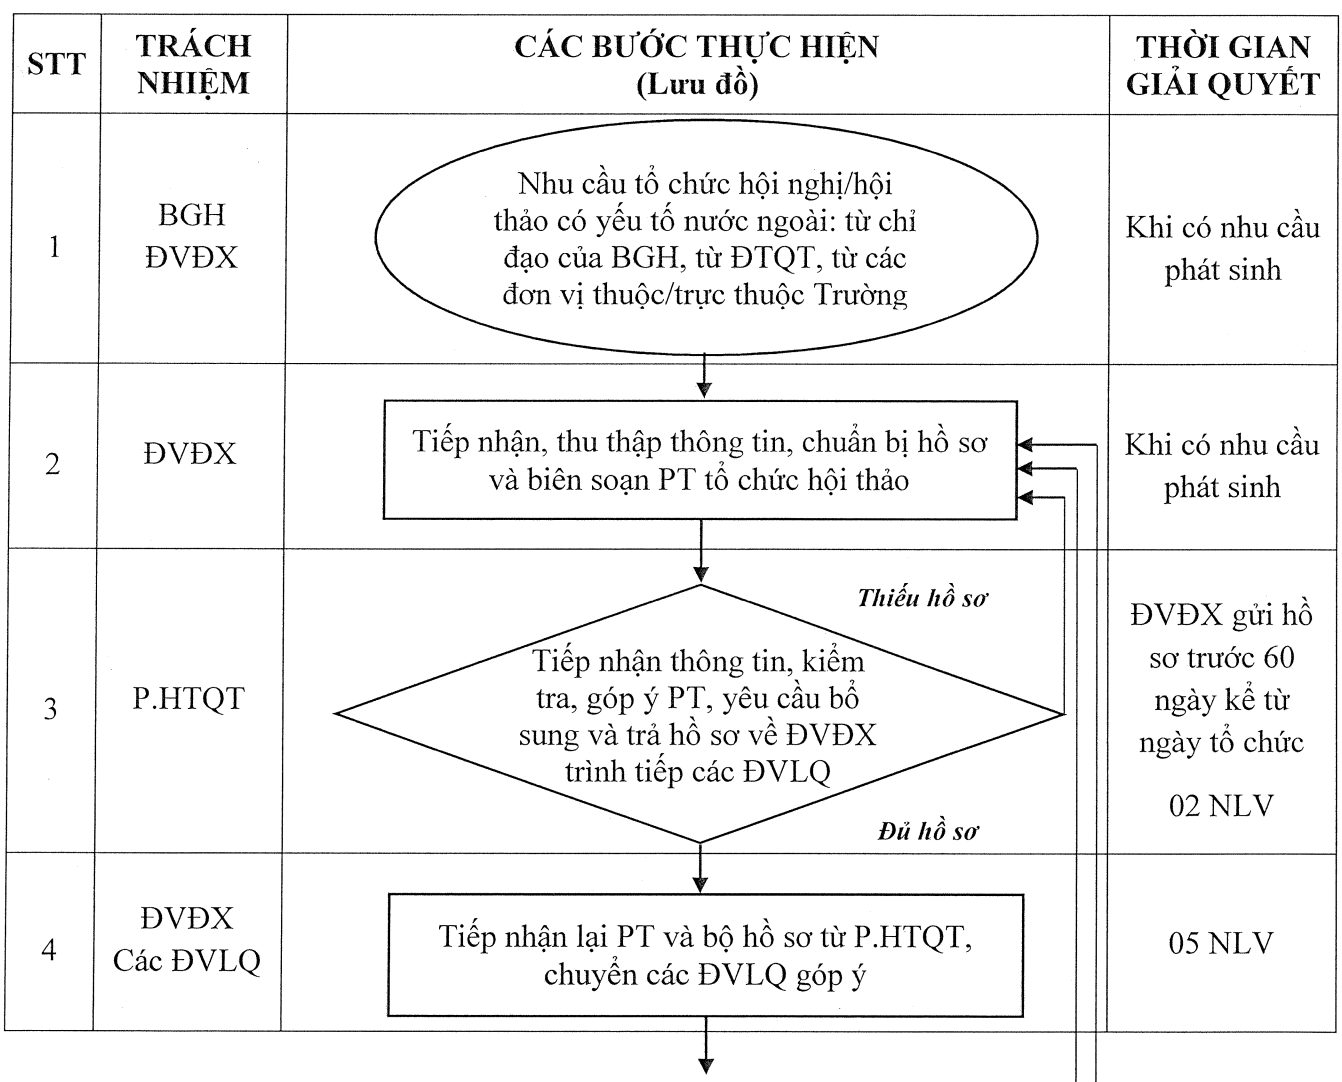 STT
TRÁCH
NHIỆM
CÁC BƯỚC THỰC HIỆN
(Lưu đồ)
THỜI GIAN
GIẢI QUYẾT
1
BGH
ĐVĐX
Nhu cầu tổ chức hội nghị/hội
thảo có yếu tố nước ngoài: từ chỉ
đạo của BGH, từ ĐTQT, từ các
đơn vị thuộc/trực thuộc Trường
Khi có nhu cầu
phát sinh
2
ĐVĐX
Tiếp nhận, thu thập thông tin, chuẩn bị hồ sơ
và biên soạn PT tổ chức hội thảo
Khi có nhu cầu
phát sinh
3
P.HTQT
Thiếu hồ sơ
Tiếp nhận thông tin, kiểm
tra, góp ý PT, yêu cầu bổ
sung và trả hồ sơ về ĐVĐX
trình tiếp các ĐVLQ
Đủ hồ sơ
ĐVĐX gửi hồ
sơ trước 60
ngày kể từ
ngày tổ chức
02 NLV
4
ĐVĐX
Các ĐVLQ
Tiếp nhận lại PT và bộ hồ sơ từ P.HTQT,
chuyển các ĐVLQ góp ý
05 NLV